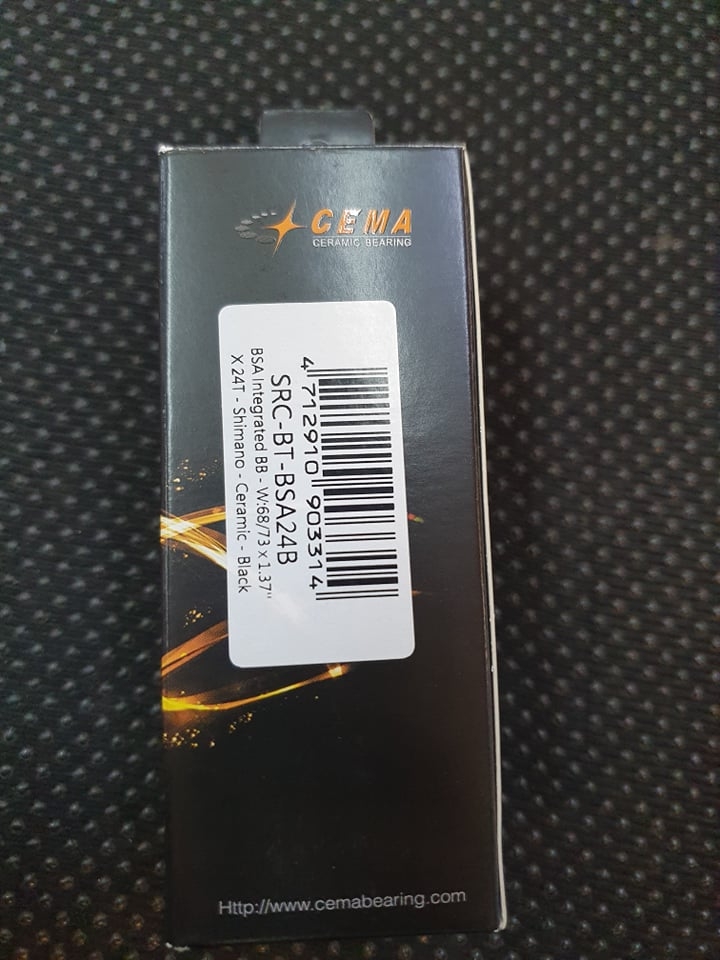 CEMA
CERAMIC BEARING
4 712910 903314
SRC-BT-BSA24B
BSA Integrated BB - W:68/73 x 1.37"
X 24T - Shimano - Ceramic - Black
Http://www.cemabearing.com